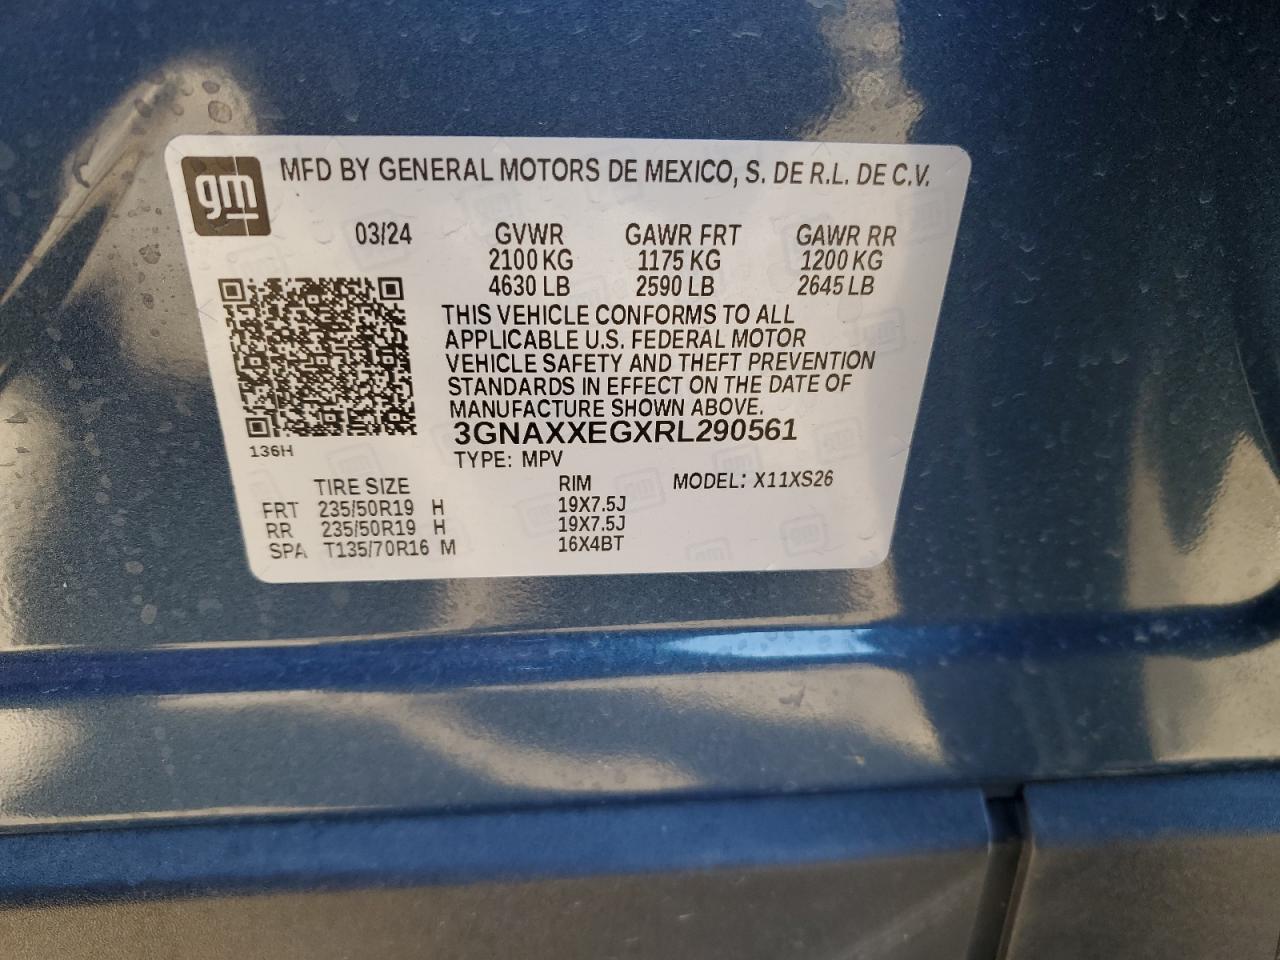 gm
MFD BY GENERAL MOTORS DE MEXICO, S. DE R.L. DE C.V.
03/24 GVWR GAWR FRT GAWR RR
2100 KG 1175 KG 1200 KG
4630 LB 2590 LB 2645 LB
THIS VEHICLE CONFORMS TO ALL
APPLICABLE U.S. FEDERAL MOTOR
VEHICLE SAFETY AND THEFT PREVENTION
STANDARDS IN EFFECT ON THE DATE OF
MANUFACTURE SHOWN ABOVE.
3GNAXXEGXRL290561
136H
TYPE: MPV
TIRE SIZE RIM MODEL: X11XS26
FRT 235/50R19 H 19X7.5J
RR 235/50R19 H 19X7.5J
SPA T135/70R16 M 16X4BT